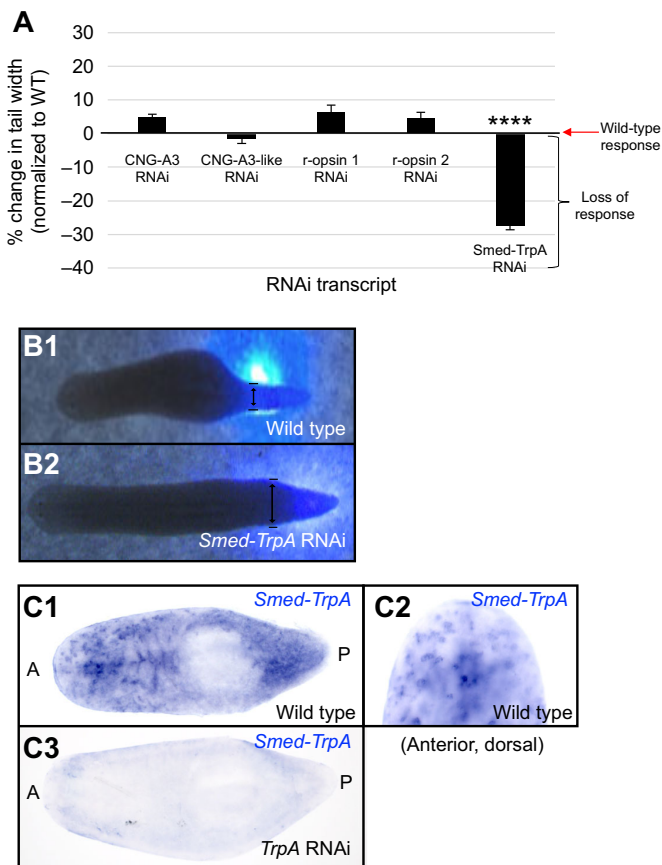 A
% change in tail width
(normalized to WT)
30
20
10
0
–10
–20
–30
–40
CNG-A3
RNAi
CNG-A3-like
RNAi
r-opsin 1
RNAi
r-opsin 2
RNAi
****
Smed-TrpA
RNAi
Wild-type
response
Loss of
response
RNAi transcript
B1
Wild type
B2
Smed-TrpA RNAi
C1
Smed-TrpA
A
P
Wild type
C2
Smed-TrpA
Wild type
(Anterior, dorsal)
C3
Smed-TrpA
A
P
TrpA RNAi